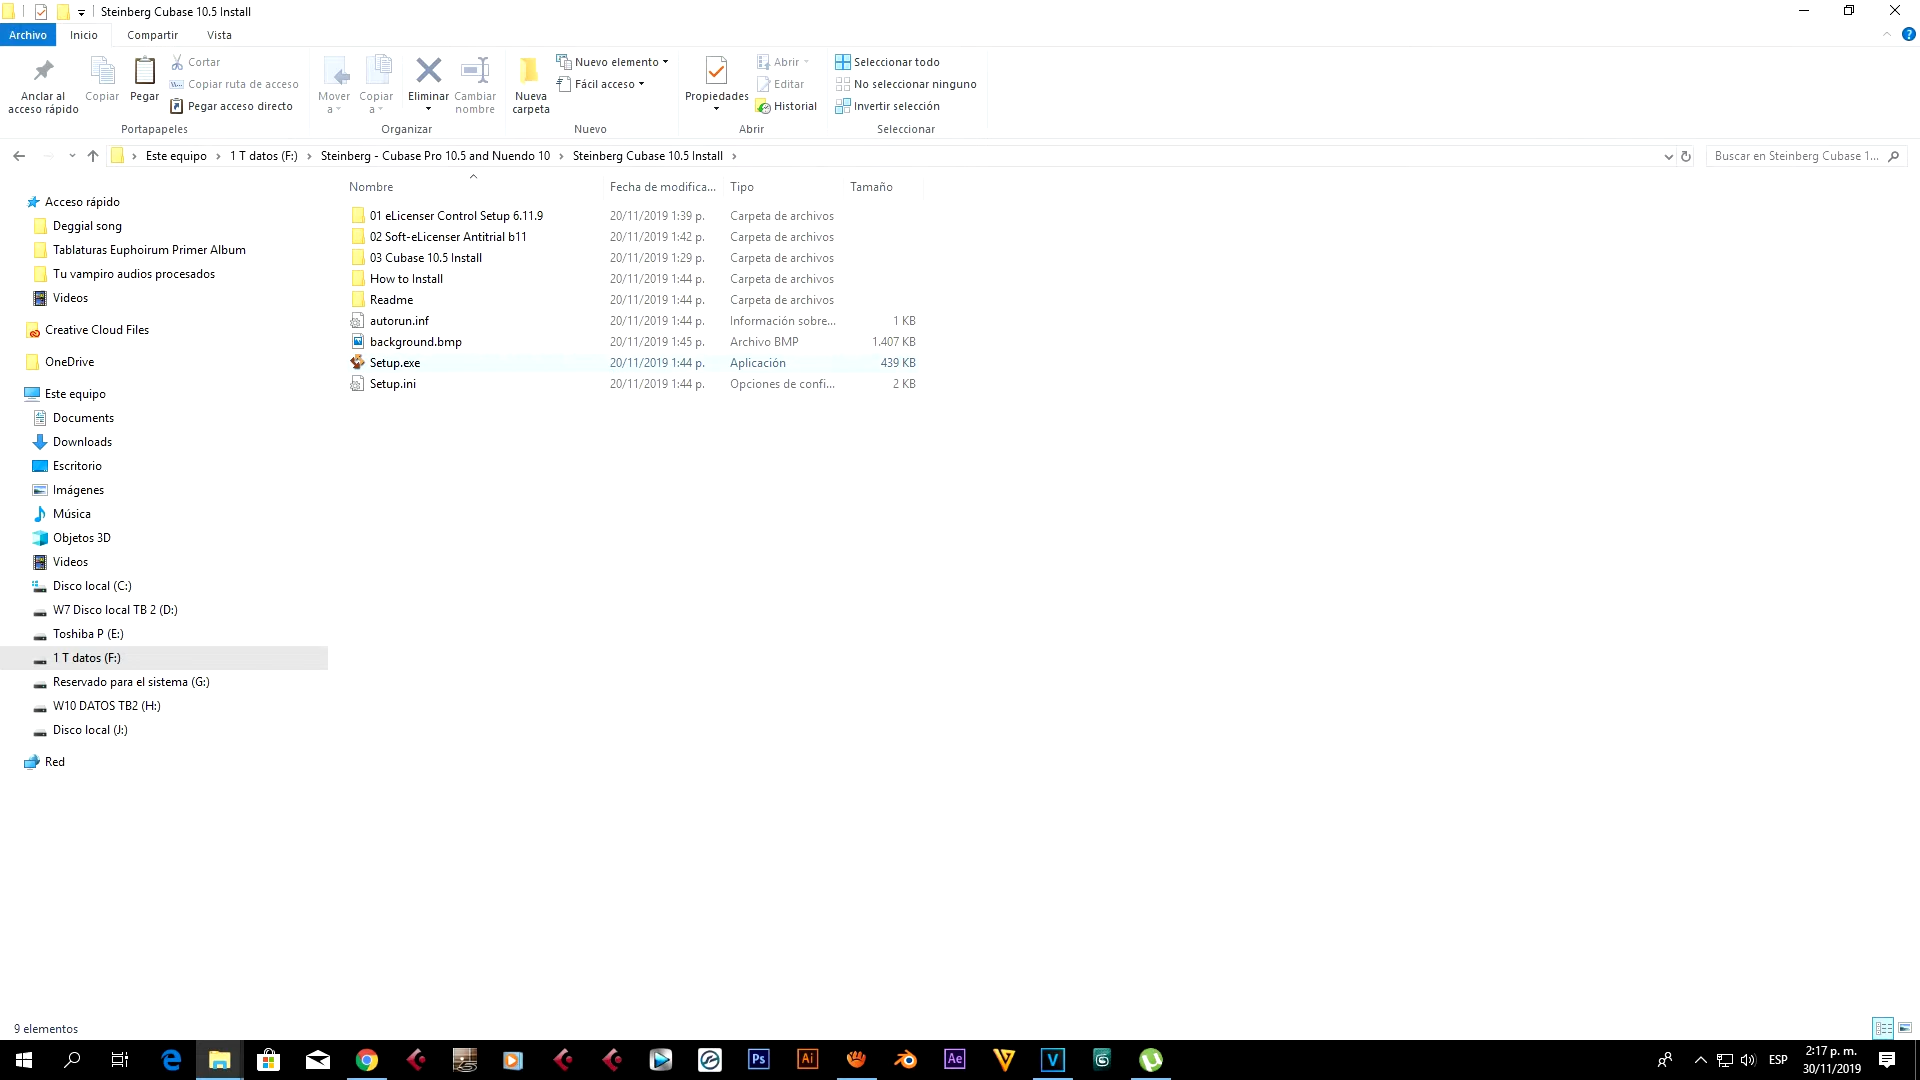 Steinberg Cubase 10.5 Install
Archivo Inicio Compartir Vista
Anclar al acceso rápido
Copiar
Pegar
Cortar
Copiar ruta de acceso
Pegar acceso directo
Portapapeles
Mover a
Copiar a
Eliminar
Cambiar nombre
Organizar
Nueva carpeta
Nuevo elemento
Fácil acceso
Nuevo
Propiedades
Abrir
Editar
Historial
Abrir
Seleccionar todo
No seleccionar ninguno
Invertir selección
Seleccionar
Este equipo > 1 T datos (F:) > Steinberg - Cubase Pro 10.5 and Nuendo 10 > Steinberg Cubase 10.5 Install >
Buscar en Steinberg Cubase 1...
Acceso rápido
Deggial song
Tablaturas Euphoirum Primer Album
Tu vampiro audios procesados
Videos
Creative Cloud Files
OneDrive
Este equipo
Documents
Downloads
Escritorio
Imágenes
Música
Objetos 3D
Videos
Disco local (C:)
W7 Disco local TB 2 (D:)
Toshiba P (E:)
1 T datos (F:)
Reservado para el sistema (G:)
W10 DATOS TB2 (H:)
Disco local (J:)
Red
Nombre Fecha de modifica... Tipo Tamaño
01 eLicenser Control Setup 6.11.9 20/11/2019 1:39 p. Carpeta de archivos
02 Soft-eLicenser Antitrial b11 20/11/2019 1:42 p. Carpeta de archivos
03 Cubase 10.5 Install 20/11/2019 1:29 p. Carpeta de archivos
How to Install 20/11/2019 1:44 p. Carpeta de archivos
Readme 20/11/2019 1:44 p. Carpeta de archivos
autorun.inf 20/11/2019 1:44 p. Información sobre... 1 KB
background.bmp 20/11/2019 1:45 p. Archivo BMP 1.407 KB
Setup.exe 20/11/2019 1:44 p. Aplicación 439 KB
Setup.ini 20/11/2019 1:44 p. Opciones de confi... 2 KB
9 elementos
Ps Ai Ae V
ESP
2:17 p. m.
30/11/2019